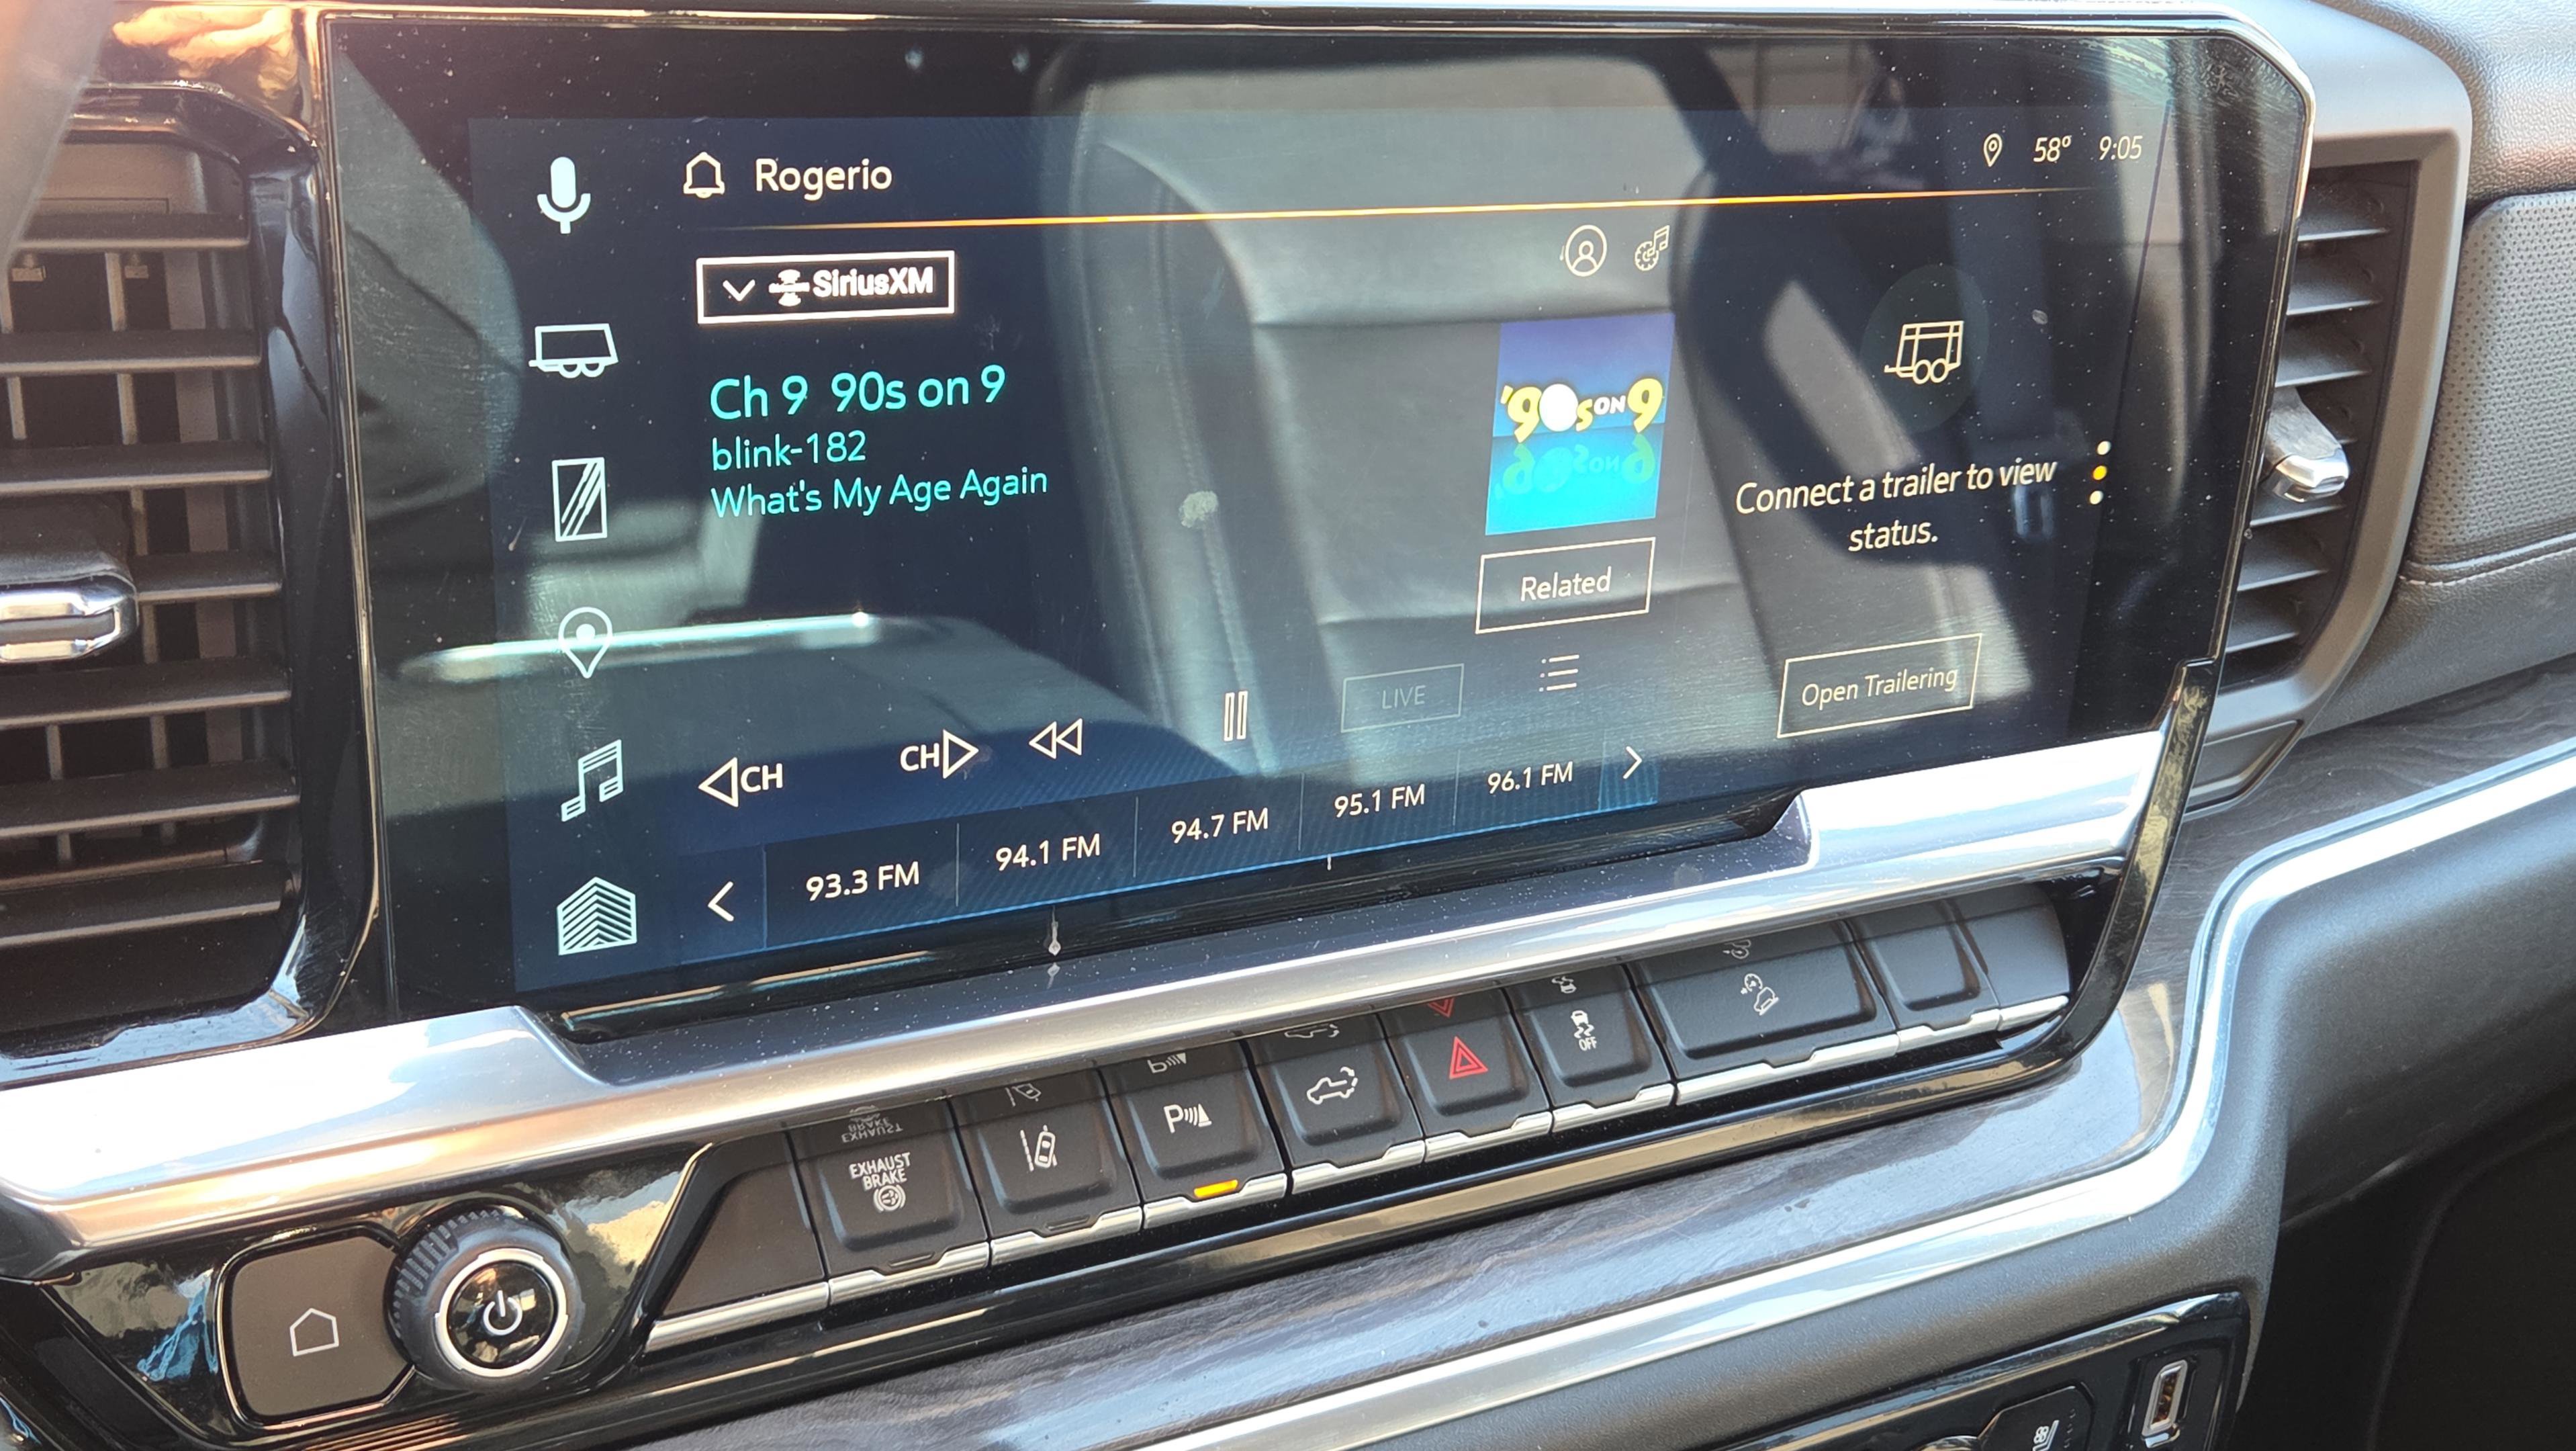 Rogerio
58° 9:05
SiriusXM
Ch 9 90s on 9
blink-182
What's My Age Again
'90s ON 9
Related
Connect a trailer to view
status.
Open Trailering
LIVE
CH
CH
93.3 FM
94.1 FM
94.7 FM
95.1 FM
96.1 FM
EXHAUST
BRAKE
P
OFF